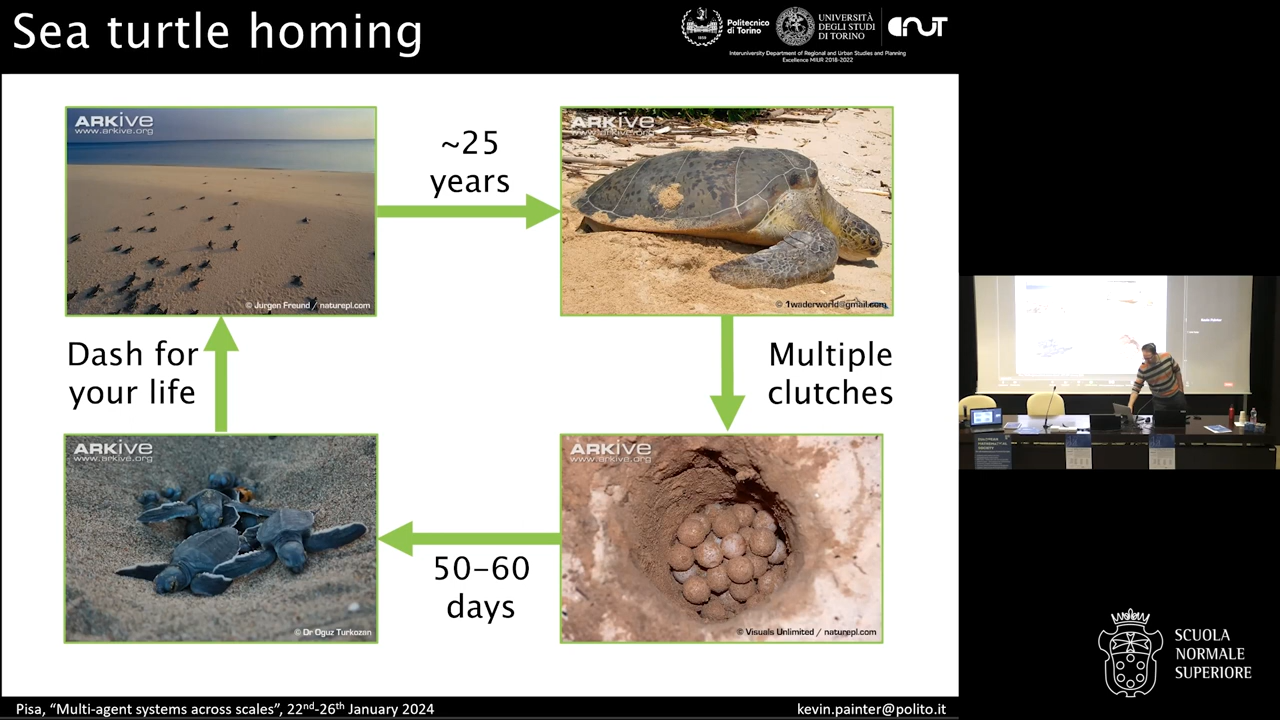 Sea turtle homing
Politecnico
di Torino
1859
UNIVERSITÀ
DEGLI STUDI
DI TORINO
Interuniversity Department of Regional and Urban Studies and Planning
Excellence MIUR 2018-2022
ARKive
www.arkive.org
© Jurgen Freund / naturepl.com
~25
years
ARKive
www.arkive.org
© 1waderworld@gmail.com
Dash for
your life
Multiple
clutches
ARKive
www.arkive.org
© Dr Oguz Turkozan
50-60
days
ARKive
www.arkive.org
© Visuals Unlimited / naturepl.com
SCUOLA
NORMALE
SUPERIORE
Pisa, “Multi-agent systems across scales”, 22nd-26th January 2024
kevin.painter@polito.it